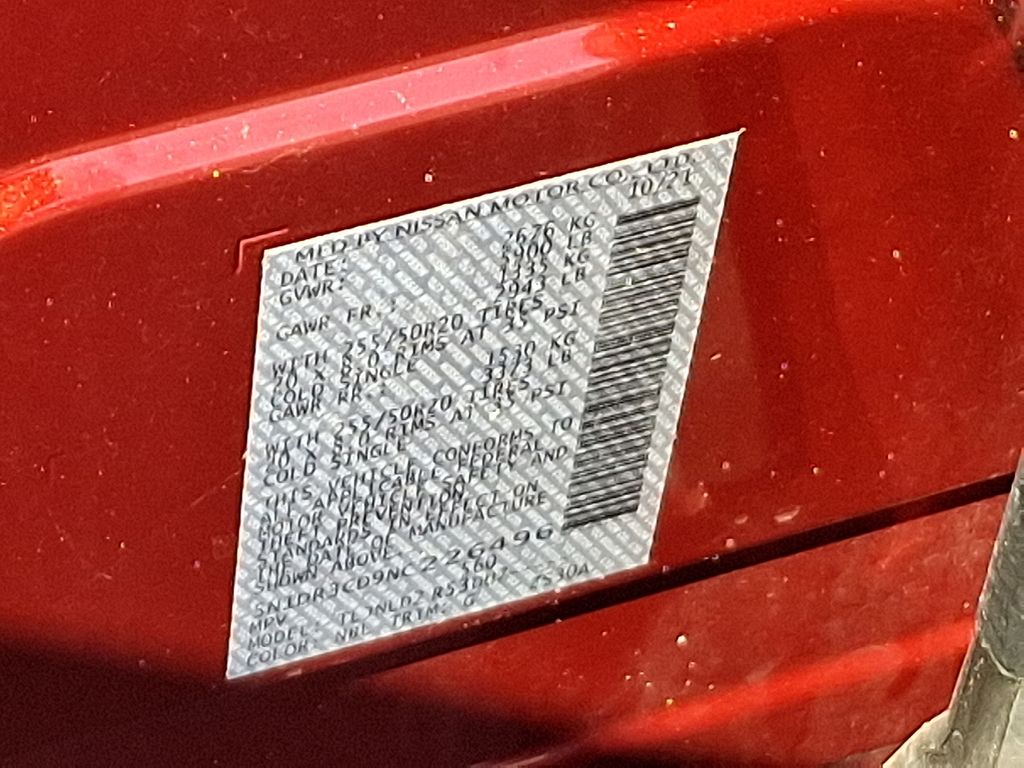 MFD BY NISSAN MOTOR CO., LTD
DATE: 10/21
GVWR: 2676 KG
5900 LB
GAWR FR.: 1335 KG
2943 LB
WITH 255/50R20 TIRES
20 X 8.0 RIMS AT 35 PSI
COLD SINGLE
GAWR RR.: 1530 KG
3373 LB
WITH 255/50R20 TIRES
20 X 8.0 RIMS AT 35 PSI
COLD SINGLE
THIS VEHICLE CONFORMS TO
ALL APPLICABLE FEDERAL
MOTOR VEHICLE SAFETY AND
THEFT PREVENTION
STANDARDS IN EFFECT ON
THE DATE OF MANUFACTURE
SHOWN ABOVE.
5N1DR3CD9NC226496
MPV
MODEL:
COLOR: NBL TRIM: G